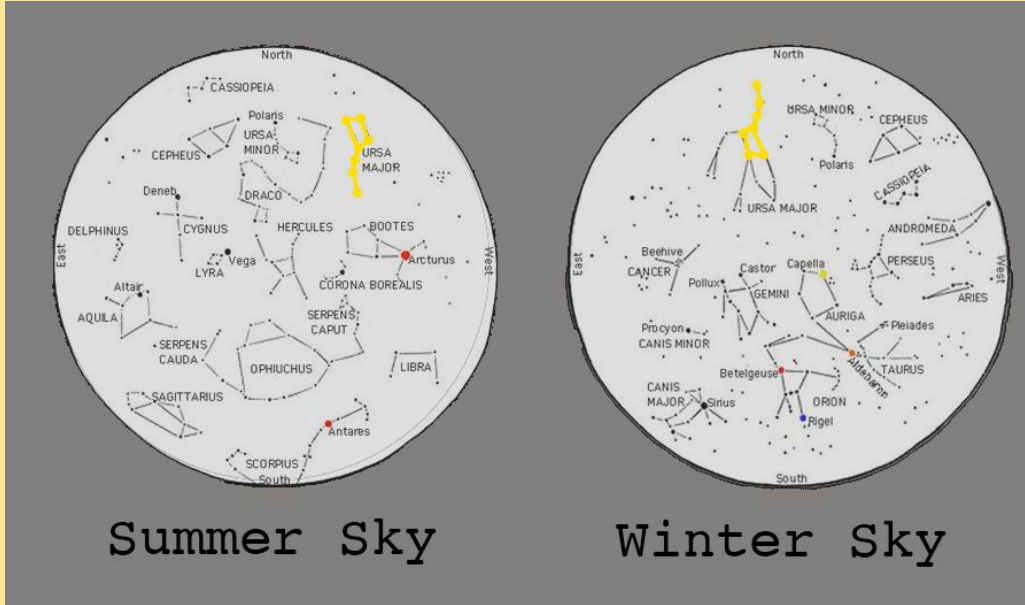 North
CASSIOPEIA
Polaris
URSA
MINOR
CEPHEUS
URSA
MAJOR
Deneb
DRACO
CYGNUS
HERCULES
BOOTES
DELPHINUS
East
LYRA
Vega
Arcturus
West
CORONA BOREALIS
Altair
AQUILA
SERPENS
CAPUT
SERPENS
CAUDA
OPHIUCHUS
LIBRA
SAGITTARIUS
Antares
SCORPIUS
South
Summer Sky
North
URSA MINOR
CEPHEUS
Polaris
CASSIOPEIA
URSA MAJOR
ANDROMEDA
Beehive
CANCER
East
Castor
Capella
PERSEUS
West
Pollux
GEMINI
ARIES
AURIGA
Pleiades
Procyon
CANIS MINOR
Aldebaron
TAURUS
Betelgeuse
CANIS
MAJOR
Sirius
ORION
Rigel
South
Winter Sky